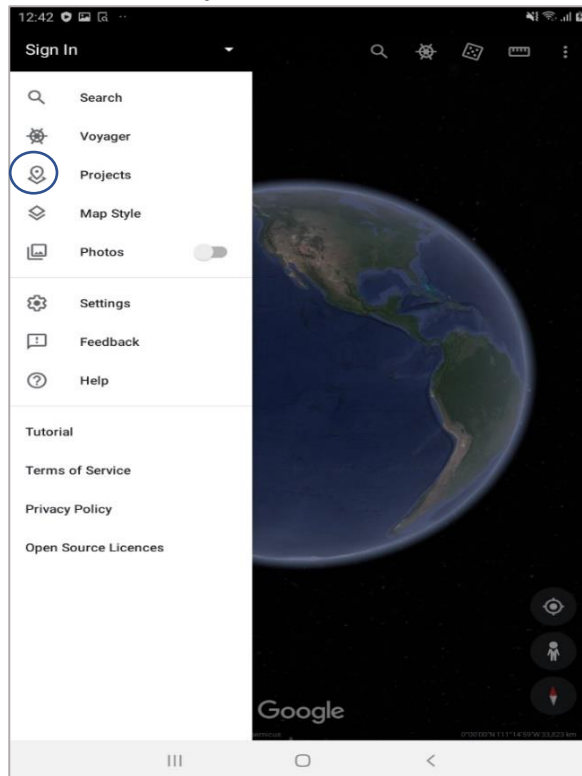 12:42
Sign In
Search
Voyager
Projects
Map Style
Photos
Settings
Feedback
Help
Tutorial
Terms of Service
Privacy Policy
Open Source Licences
Google